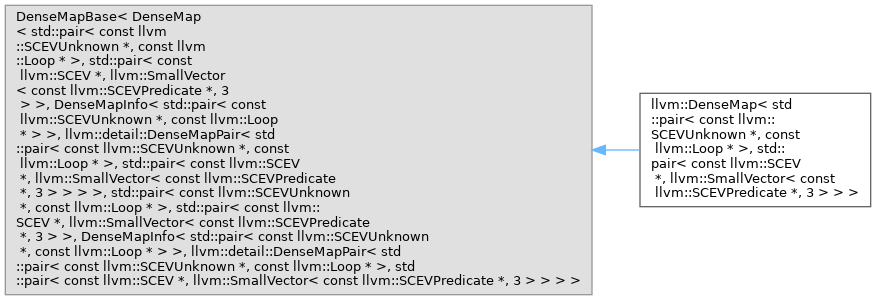 DenseMapBase< DenseMap
< std::pair< const llvm
::SCEVUnknown *, const llvm
::Loop * >, std::pair< const
 llvm::SCEV *, llvm::SmallVector
< const llvm::SCEVPredicate *, 3
 > >, DenseMapInfo< std::pair< const
 llvm::SCEVUnknown *, const llvm::Loop
 * > >, llvm::detail::DenseMapPair< std
::pair< const llvm::SCEVUnknown *, const
 llvm::Loop * >, std::pair< const llvm::SCEV
 *, llvm::SmallVector< const llvm::SCEVPredicate
 *, 3 > > > >, std::pair< const llvm::SCEVUnknown
 *, const llvm::Loop * >, std::pair< const llvm::
SCEV *, llvm::SmallVector< const llvm::SCEVPredicate
 *, 3 > >, DenseMapInfo< std::pair< const llvm::SCEVUnknown
 *, const llvm::Loop * > >, llvm::detail::DenseMapPair< std
::pair< const llvm::SCEVUnknown *, const llvm::Loop * >, std
::pair< const llvm::SCEV *, llvm::SmallVector< const llvm::SCEVPredicate *, 3 > > > >
llvm::DenseMap< std
::pair< const llvm::
SCEVUnknown *, const
 llvm::Loop * >, std::
pair< const llvm::SCEV
 *, llvm::SmallVector< const
 llvm::SCEVPredicate *, 3 > > >